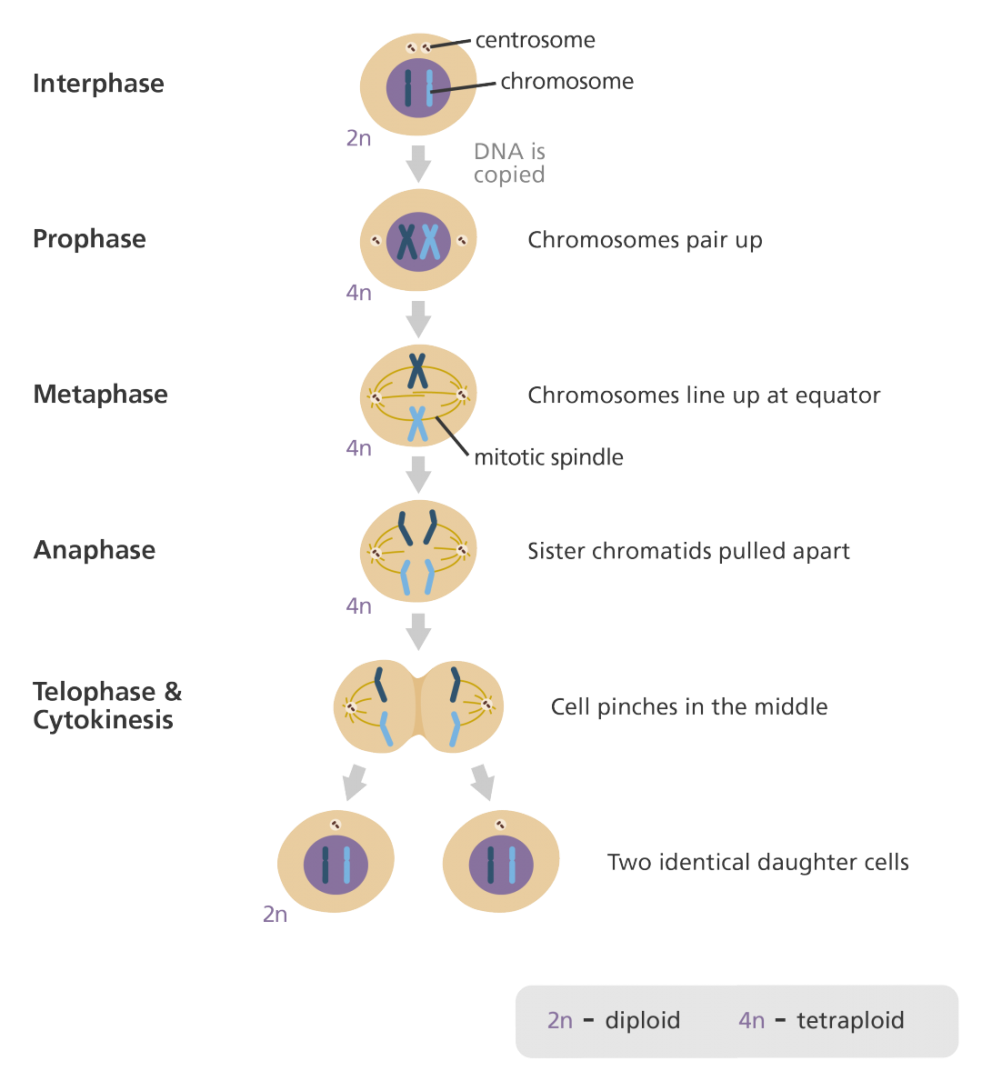 centrosome
Interphase
chromosome
2n
DNA is
copied
Prophase
Chromosomes pair up
4n
Metaphase
Chromosomes line up at equator
4n
mitotic spindle
Anaphase
Sister chromatids pulled apart
4n
Telophase &
Cytokinesis
Cell pinches in the middle
Two identical daughter cells
2n
2n - diploid
4n - tetraploid